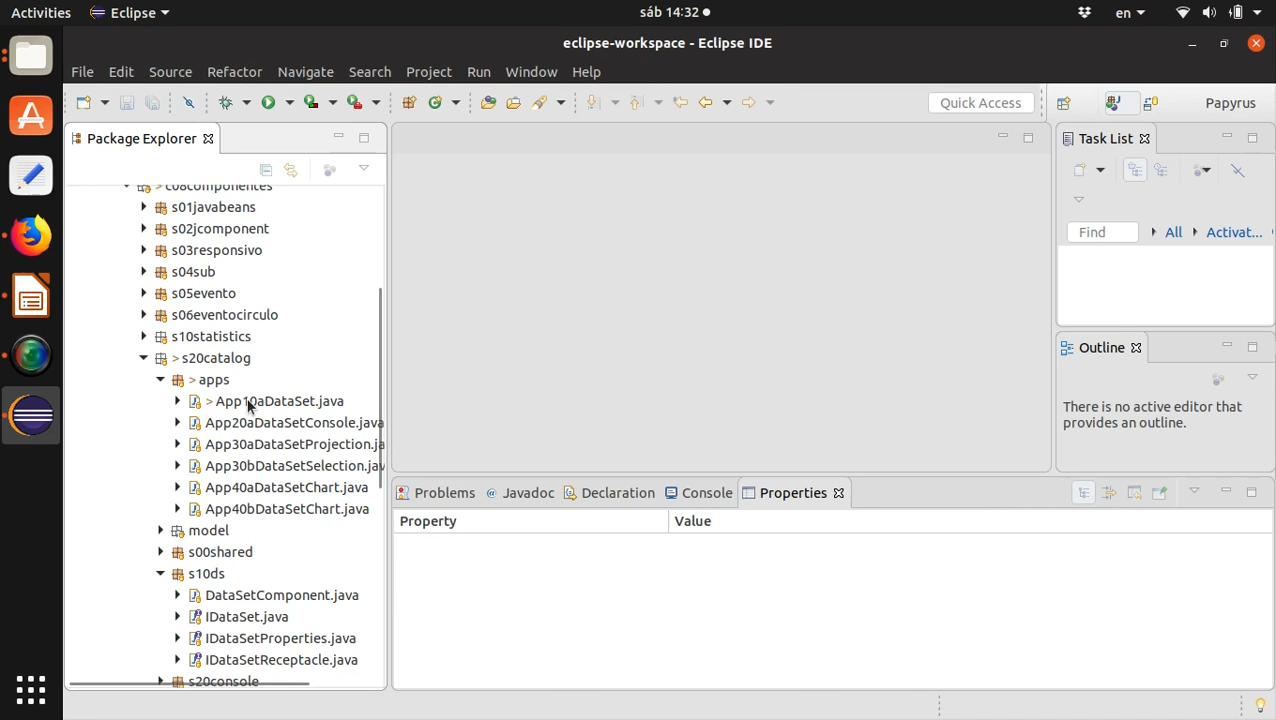 Activities Eclipse sáb 14:32 en
eclipse-workspace - Eclipse IDE
File Edit Source Refactor Navigate Search Project Run Window Help
Quick Access Papyrus
Package Explorer
Task List
> c08componentes
s01javabeans
s02jcomponent
s03responsivo
s04sub
s05evento
s06eventocirculo
s10statistics
> s20catalog
> apps
> App10aDataSet.java
App20aDataSetConsole.java
App30aDataSetProjection.ja
App30bDataSetSelection.jav
App40aDataSetChart.java
App40bDataSetChart.java
model
s00shared
s10ds
DataSetComponent.java
IDataSet.java
IDataSetProperties.java
IDataSetReceptacle.java
s20console
Find All Activat...
Outline
There is no active editor that
provides an outline.
Problems @ Javadoc Declaration Console Properties
Property Value